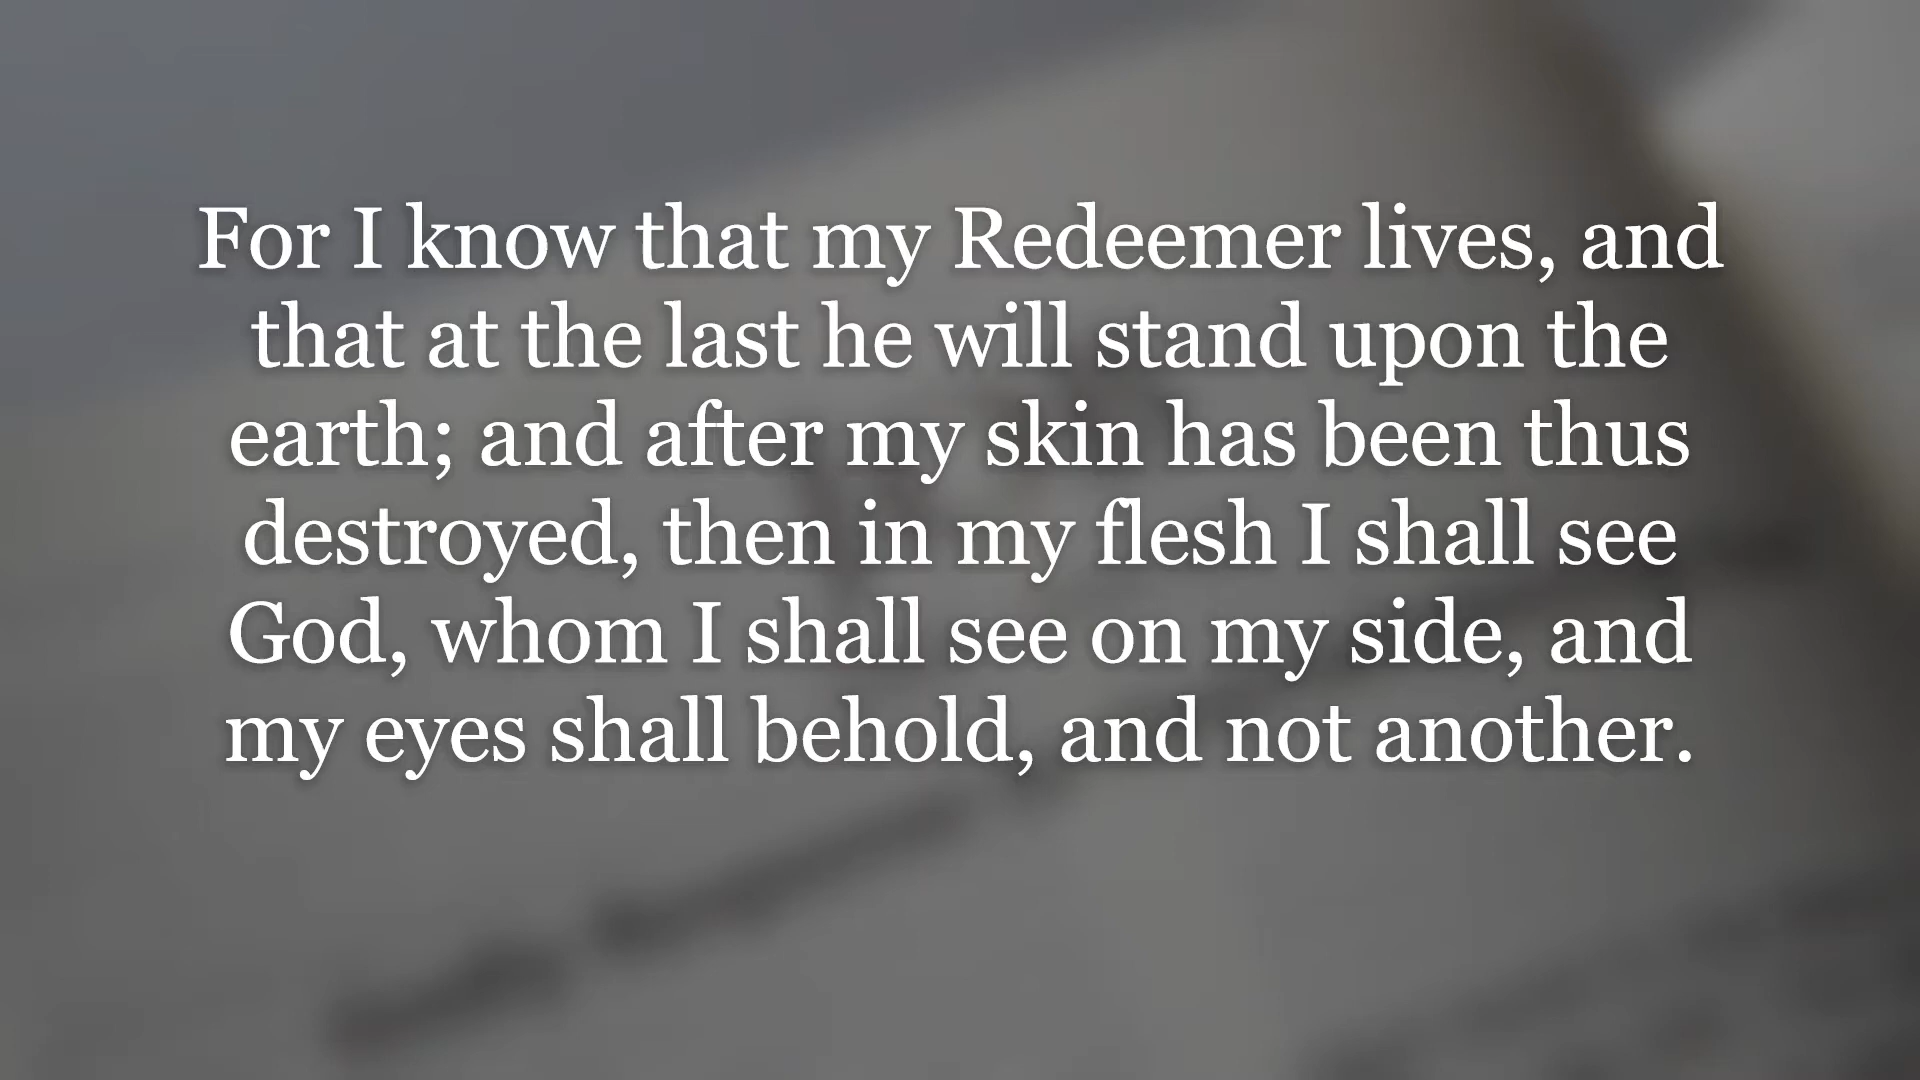 For I know that my Redeemer lives, and
that at the last he will stand upon the
earth; and after my skin has been thus
destroyed, then in my flesh I shall see
God, whom I shall see on my side, and
my eyes shall behold, and not another.